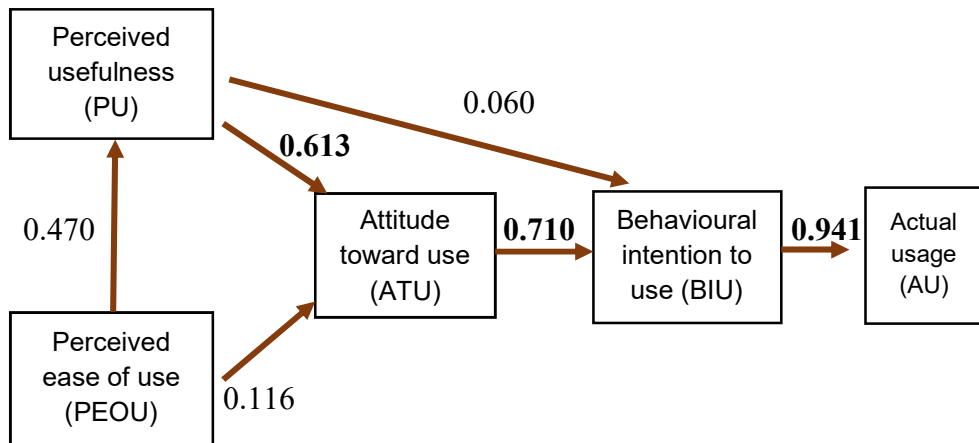 Perceived
usefulness
(PU)
0.060
0.613
0.470
Attitude
toward use
(ATU)
0.710
Behavioural
intention to
use (BIU)
0.941
Actual
usage
(AU)
Perceived
ease of use
(PEOU)
0.116